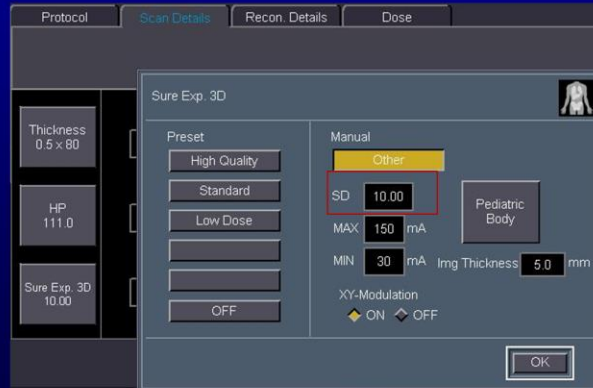 Protocol
Scan Details
Recon. Details
Dose
Sure Exp. 3D
Thickness
0.5 x 80
HP
111.0
Sure Exp. 3D
10.00
Preset
High Quality
Standard
Low Dose
OFF
Manual
Other
SD 10.00
MAX 150 mA
MIN 30 mA
Pediatric
Body
Img Thickness 5.0 mm
XY-Modulation
ON OFF
OK